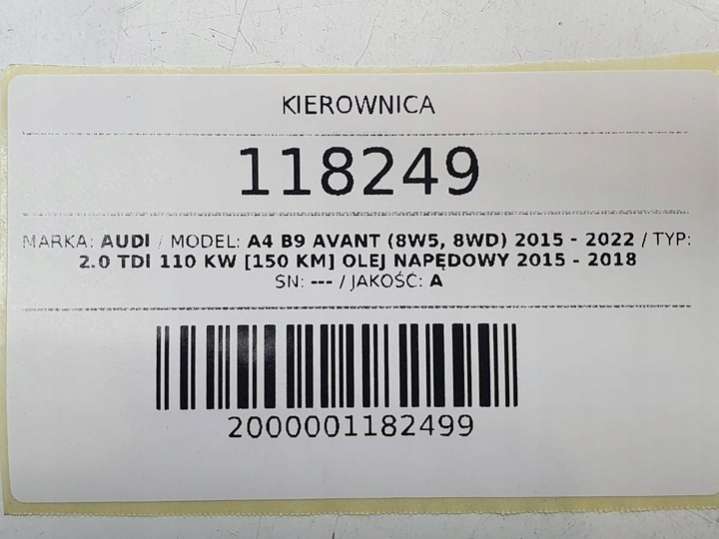 KIEROWNICA
118249
MARKA: AUDI / MODEL: A4 B9 AVANT (8W5, 8WD) 2015 - 2022 / TYP:
2.0 TDI 110 KW [150 KM] OLEJ NAPĘDOWY 2015 - 2018
SN: --- / JAKOŚĆ: A
2000001182499